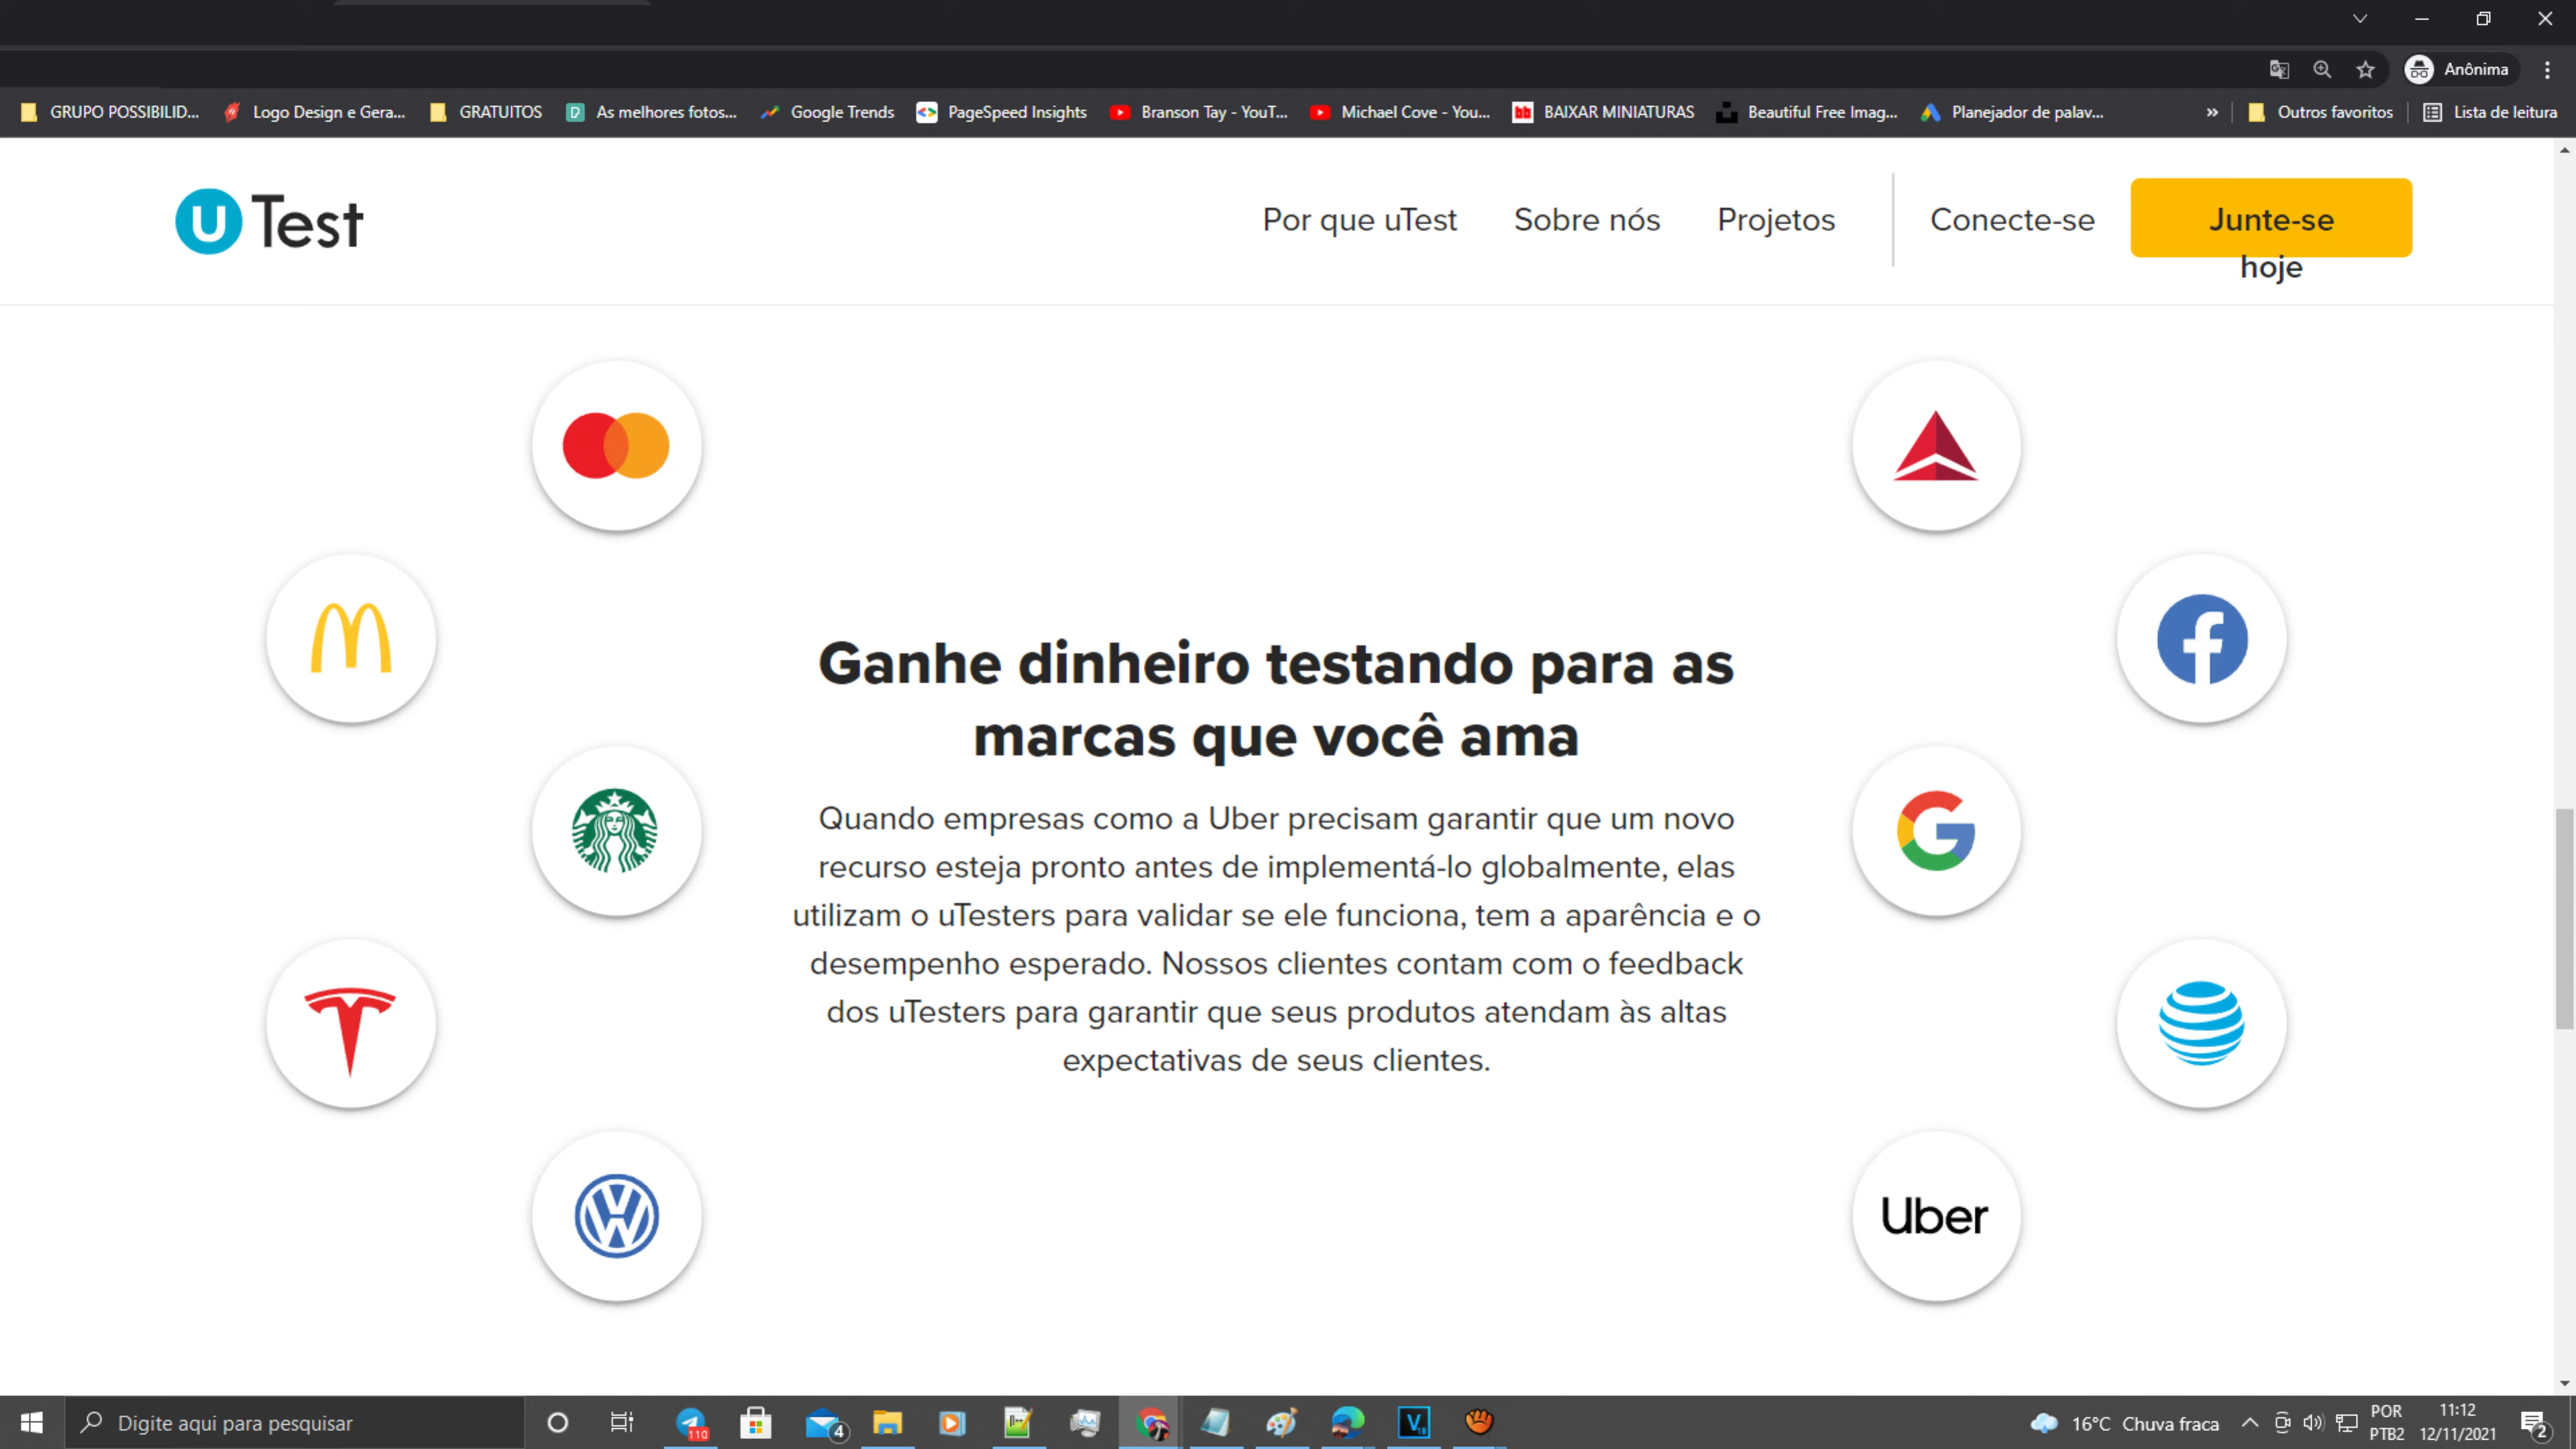 Anônima
GRUPO POSSIBILID... Logo Design e Gera... GRATUITOS As melhores fotos... Google Trends PageSpeed Insights Branson Tay - YouT... Michael Cove - You... BAIXAR MINIATURAS Beautiful Free Imag... Planejador de palav... » Outros favoritos Lista de leitura
uTest Por que uTest Sobre nós Projetos Conecte-se Junte-se
hoje
Ganhe dinheiro testando para as
marcas que você ama
Quando empresas como a Uber precisam garantir que um novo
recurso esteja pronto antes de implementá-lo globalmente, elas
utilizam o uTesters para validar se ele funciona, tem a aparência e o
desempenho esperado. Nossos clientes contam com o feedback
dos uTesters para garantir que seus produtos atendam às altas
expectativas de seus clientes.
Uber
Digite aqui para pesquisar 110 4 16°C Chuva fraca POR 11:12
PTB2 12/11/2021 2